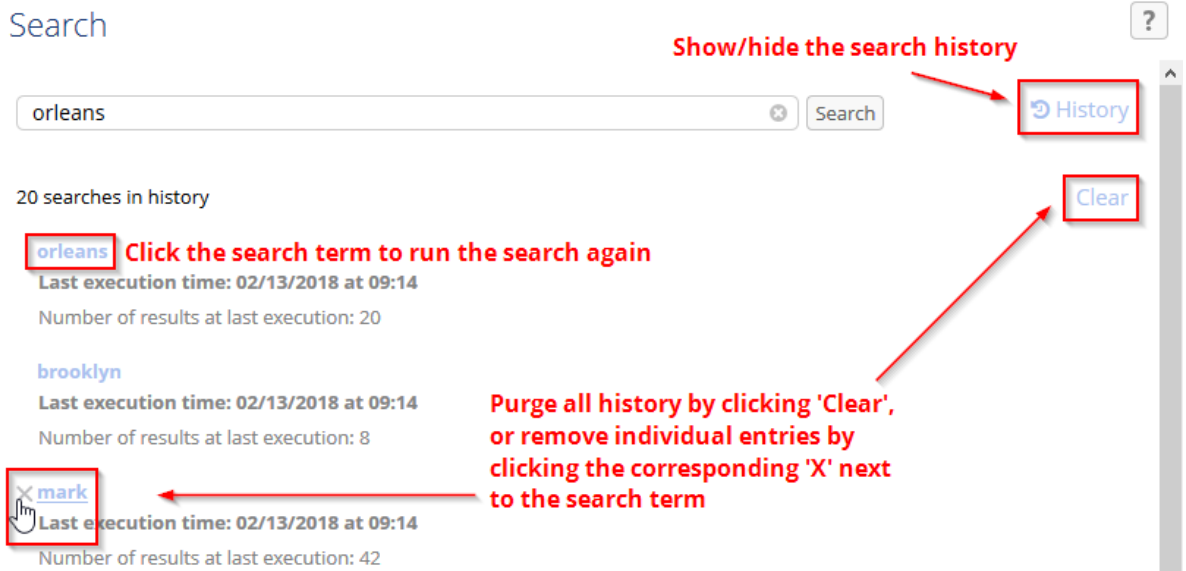 Search
?
Show/hide the search history
orleans
Search
History
20 searches in history
Clear
orleans
Click the search term to run the search again
Last execution time: 02/13/2018 at 09:14
Number of results at last execution: 20
brooklyn
Last execution time: 02/13/2018 at 09:14
Number of results at last execution: 8
Purge all history by clicking 'Clear',
or remove individual entries by
clicking the corresponding 'X' next
to the search term
mark
Last execution time: 02/13/2018 at 09:14
Number of results at last execution: 42